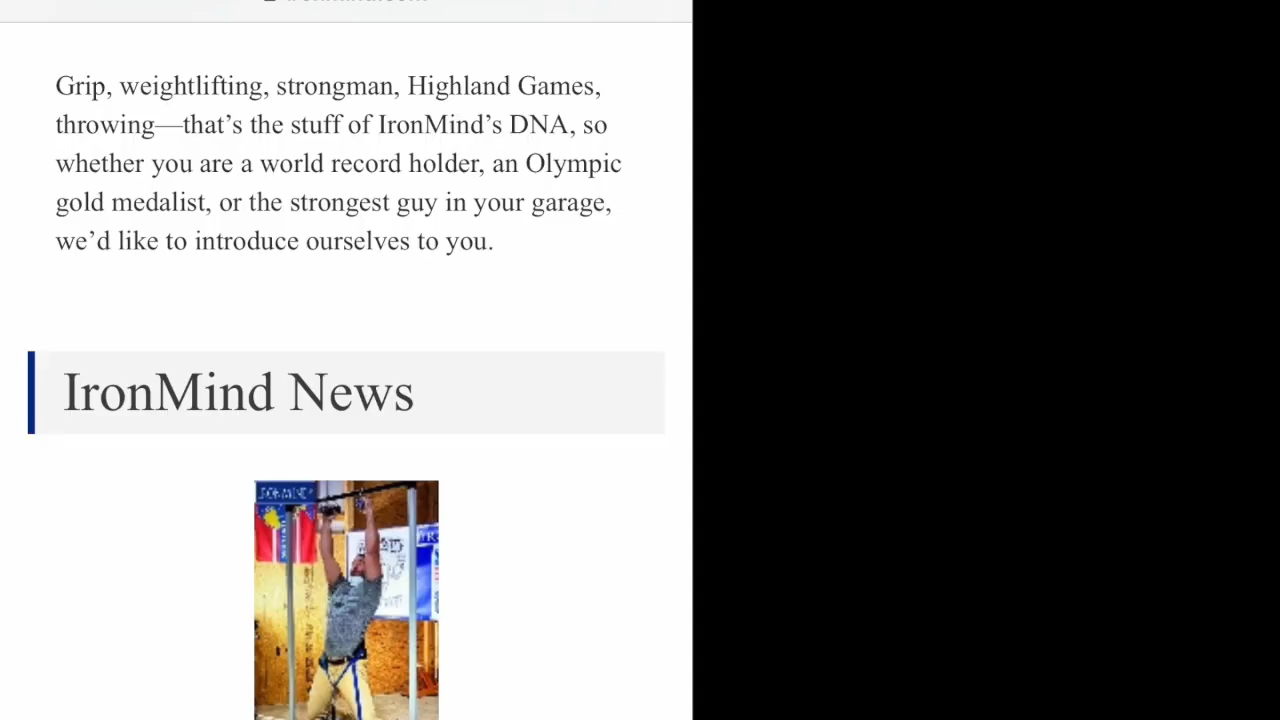 Grip, weightlifting, strongman, Highland Games,
throwing—that’s the stuff of IronMind’s DNA, so
whether you are a world record holder, an Olympic
gold medalist, or the strongest guy in your garage,
we’d like to introduce ourselves to you.
IronMind News
IRONMIND